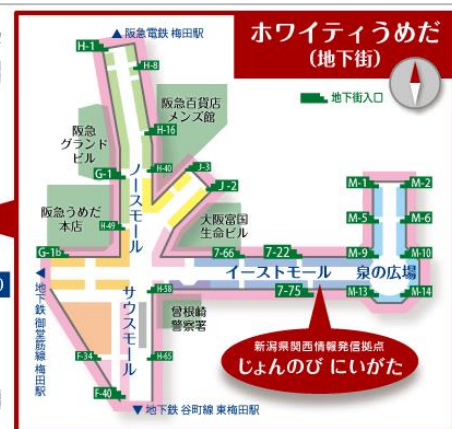 ホワイティうめだ
(地下街)
地下街入口
▲ 阪急電鉄 梅田駅
H-1
H-8
阪急百貨店
メンズ館
H-16
阪急
グランド
ビル
G-1
H-40
J-3
J-2
ノースモール
阪急うめだ
本店
H-49
大阪富国
生命ビル
G-16
7-66
7-22
M-1
M-2
M-5
M-6
M-9
M-10
イーストモール
泉の広場
7-75
M-13
M-14
◀地下鉄 御堂筋線 梅田駅
サウスモール
H-58
曾根崎
警察署
F-34
H-65
F-40
▼ 地下鉄 谷町線 東梅田駅
新潟県関西情報発信拠点
じょんのび にいがた